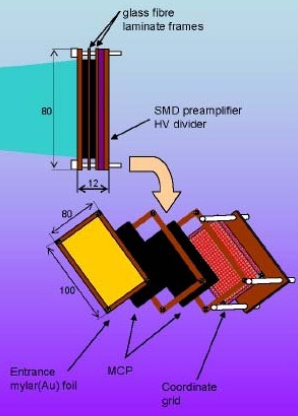 glass fibre
laminate frames
80
SMD preamplifier
HV divider
12
80
100
Entrance
mylar(Au) foil
MCP
Coordinate
grid